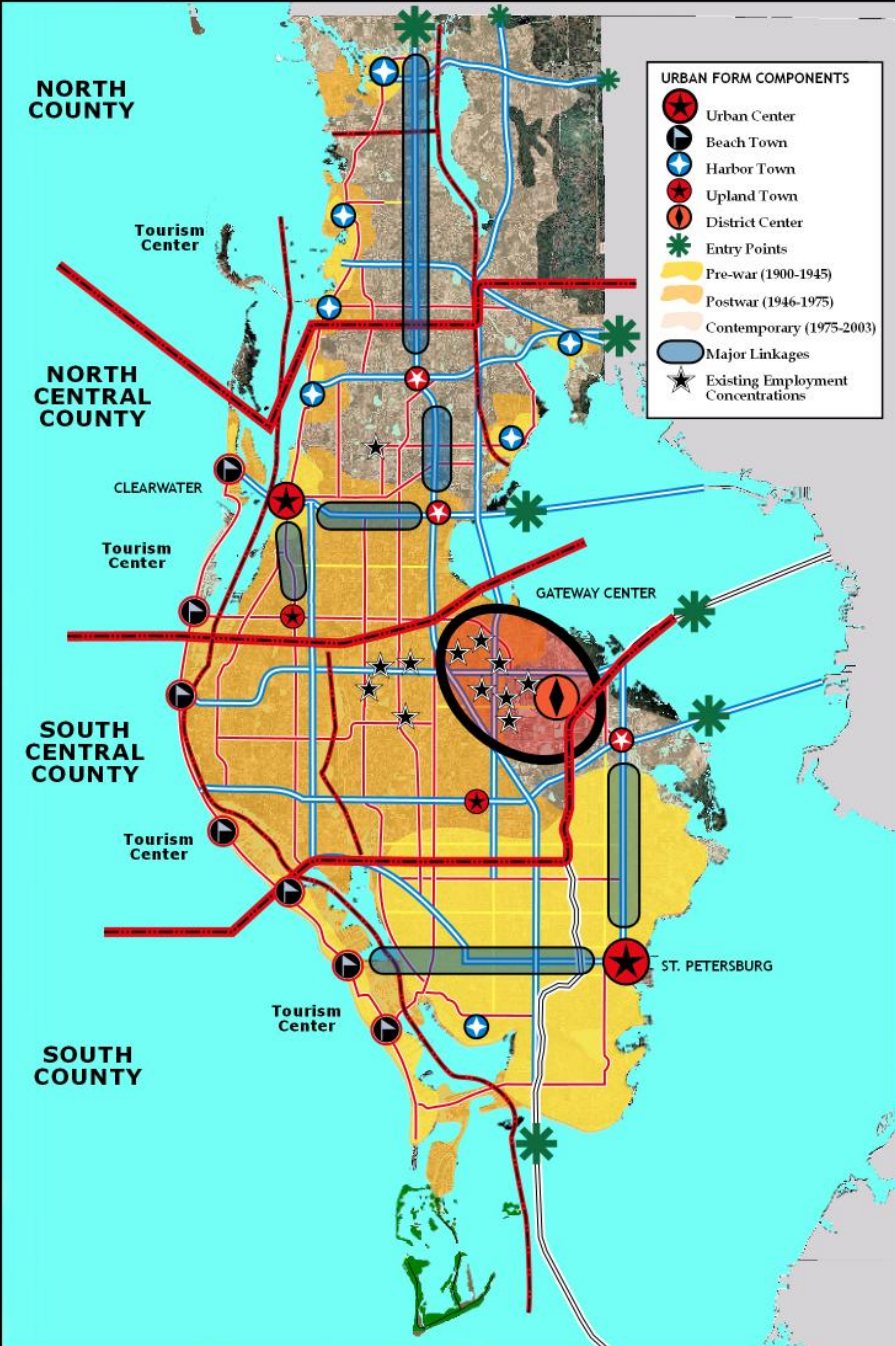 NORTH
COUNTY
URBAN FORM COMPONENTS
Urban Center
Beach Town
Harbor Town
Upland Town
District Center
Entry Points
Pre-war (1900-1945)
Postwar (1946-1975)
Contemporary (1975-2003)
Major Linkages
Existing Employment
Concentrations
Tourism
Center
NORTH
CENTRAL
COUNTY
CLEARWATER
Tourism
Center
GATEWAY CENTER
SOUTH
CENTRAL
COUNTY
Tourism
Center
ST. PETERSBURG
Tourism
Center
SOUTH
COUNTY